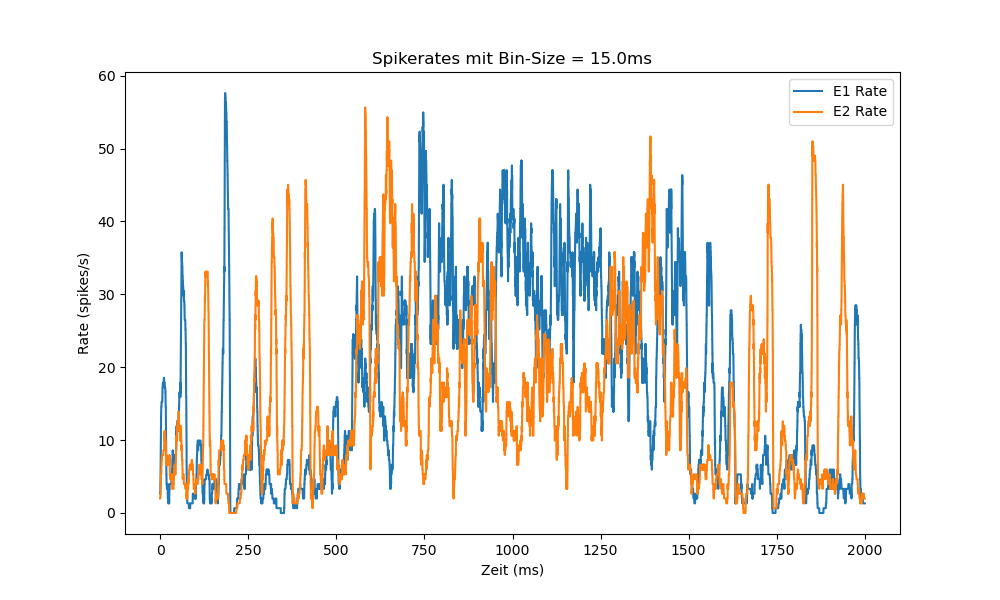 Spikerates mit Bin-Size = 15.0ms
E1 Rate
E2 Rate
Rate (spikes/s)
60
50
40
30
20
10
0
0 250 500 750 1000 1250 1500 1750 2000
Zeit (ms)